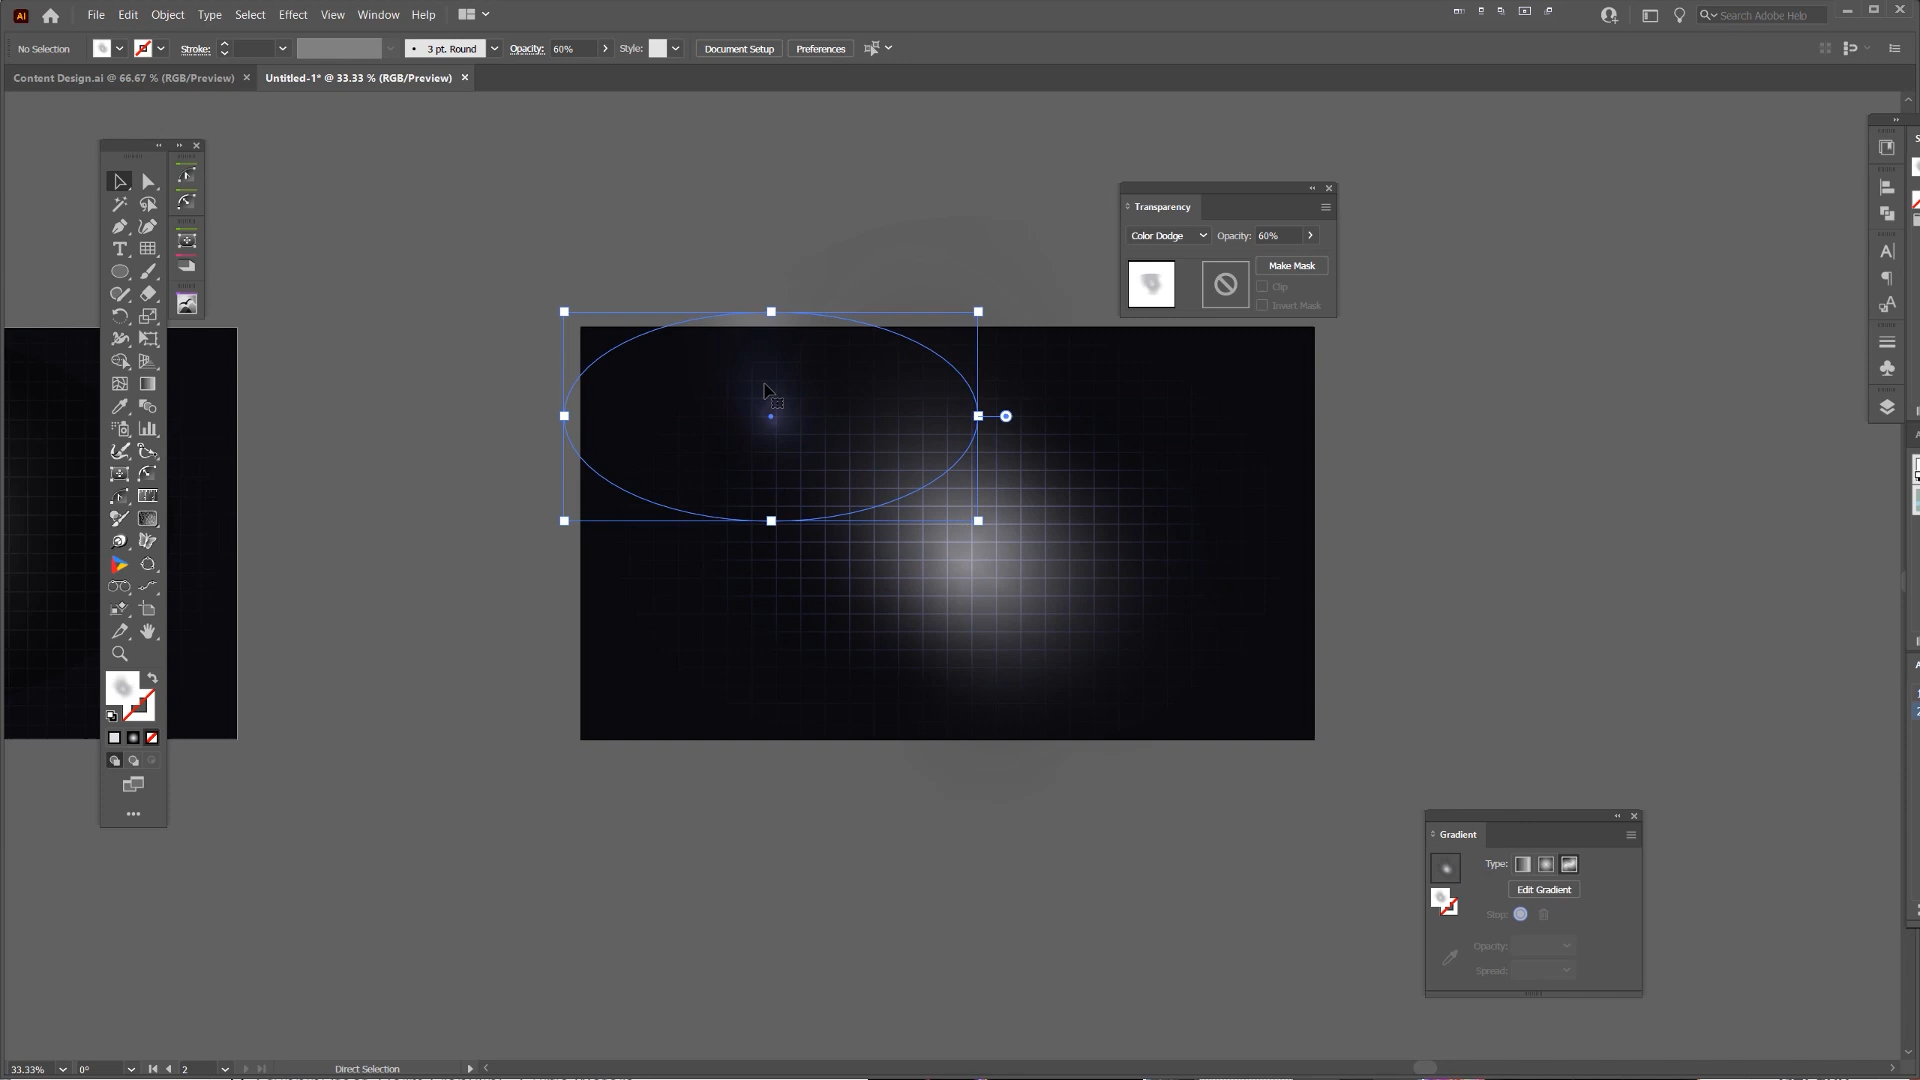 Ai File Edit Object Type Select Effect View Window Help Search Adobe Help
No Selection Stroke: 3 pt. Round Opacity: 60% Style: Document Setup Preferences
Content Design.ai @ 66.67 % (RGB/Preview) Untitled-1* @ 33.33 % (RGB/Preview)
Transparency
Color Dodge Opacity: 60%
Make Mask
Clip
Invert Mask
Gradient
Type:
Edit Gradient
Stop:
Opacity:
Spread:
33.33% 0° 2 Direct Selection